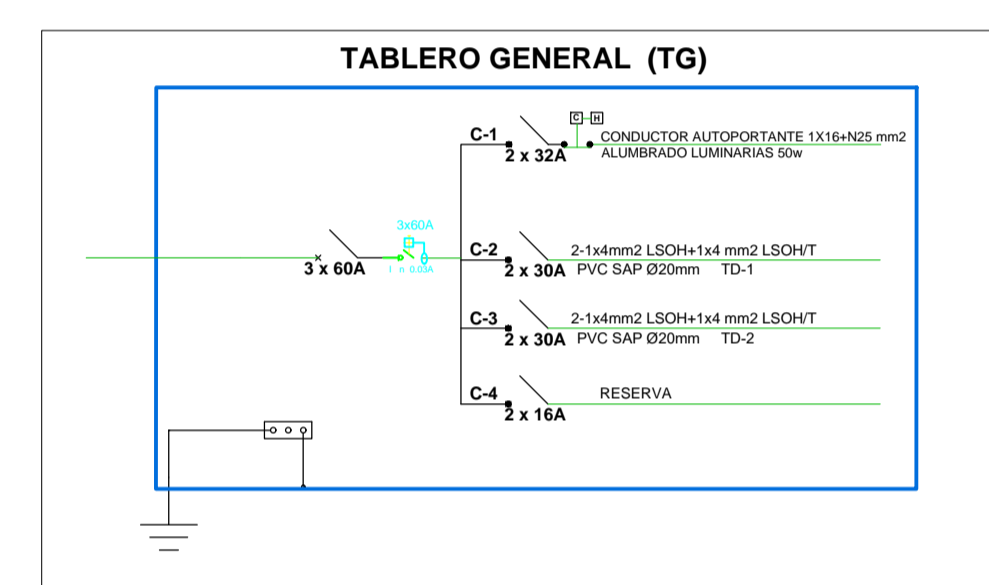 TABLERO GENERAL (TG)
C-1
C H
2 x 32A
CONDUCTOR AUTOPORTANTE 1X16+N25 mm2
ALUMBRADO LUMINARIAS 50w
3x60A
3 x 60A
I n 0.03A
C-2
2 x 30A
2-1x4mm2 LSOH+1x4 mm2 LSOH/T
PVC SAP Ø20mm TD-1
C-3
2 x 30A
2-1x4mm2 LSOH+1x4 mm2 LSOH/T
PVC SAP Ø20mm TD-2
C-4
2 x 16A
RESERVA